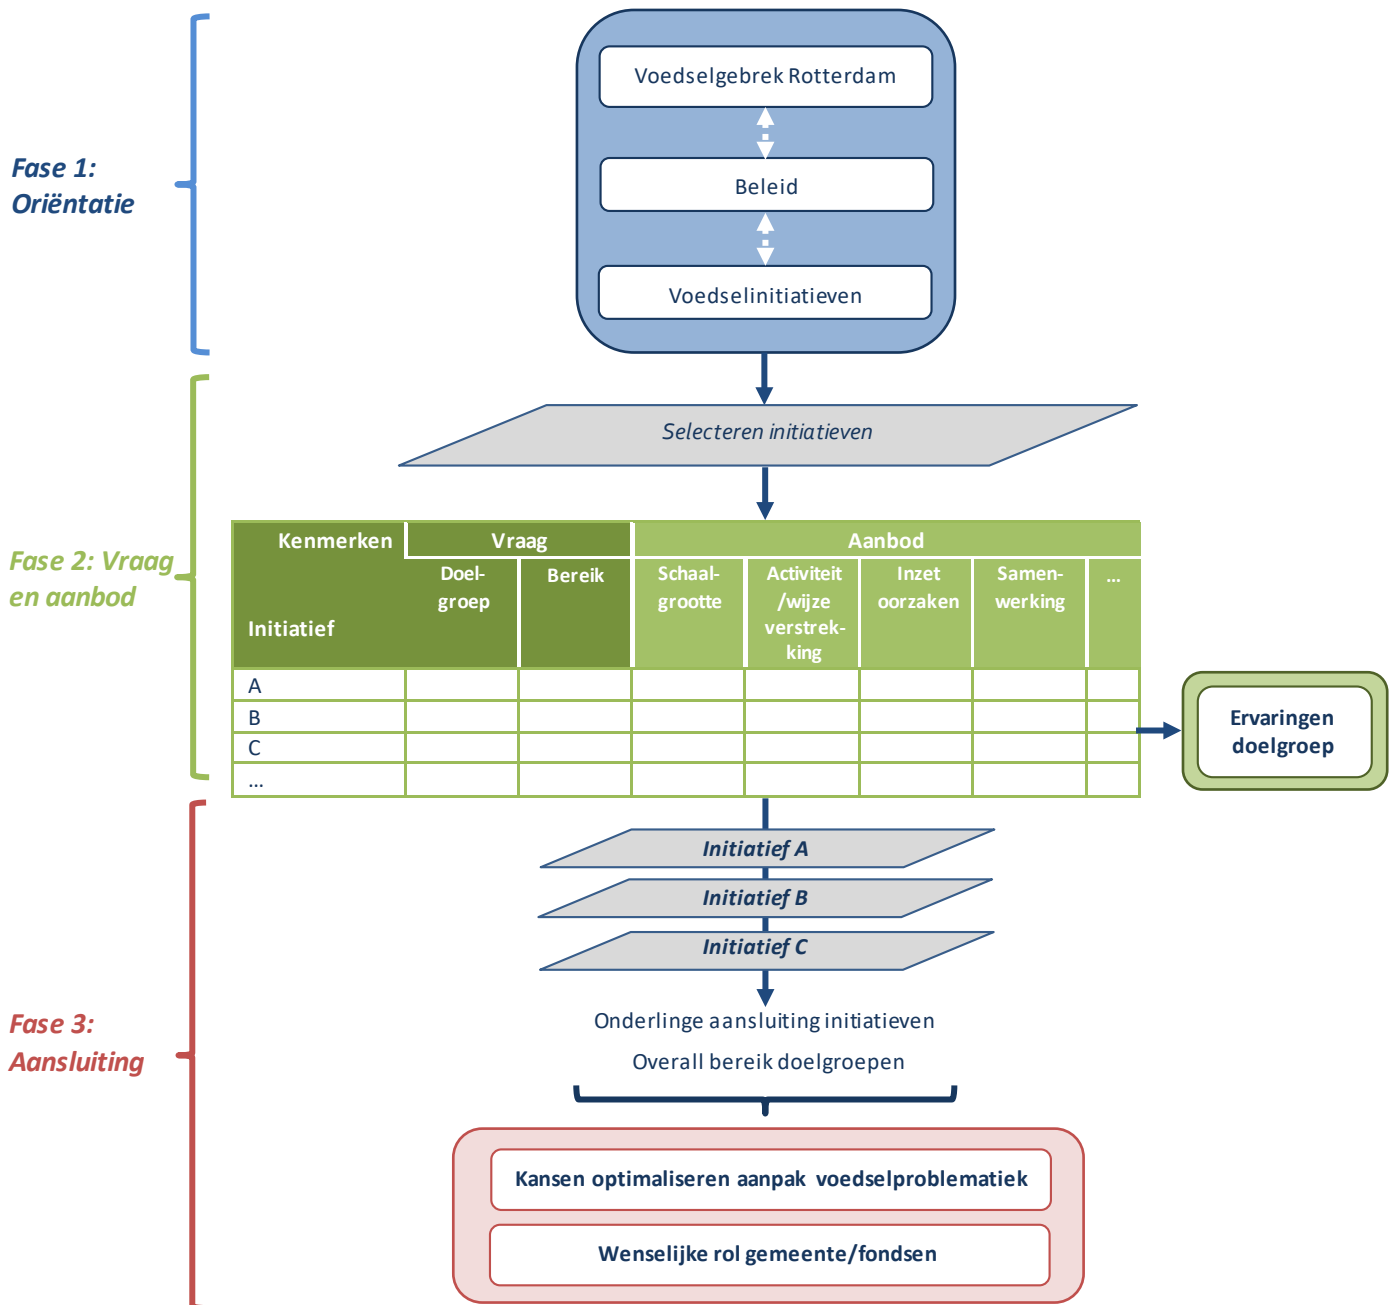 Voedselgebrek Rotterdam
Beleid
Voedselinitiatieven
Fase 1:
Oriëntatie
Selecteren initiatieven
Fase 2: Vraag
en aanbod
Kenmerken
Initiatief
Vraag
Aanbod
Doel-
groep
Bereik
Schaal-
grootte
Activiteit
/wijze
verstrek-
king
Inzet
oorzaken
Samen-
werking
...
A
B
C
...
Ervaringen
doelgroep
Initiatief A
Initiatief B
Initiatief C
Fase 3:
Aansluiting
Onderlinge aansluiting initiatieven
Overall bereik doelgroepen
Kansen optimaliseren aanpak voedselproblematiek
Wenselijke rol gemeente/fondsen